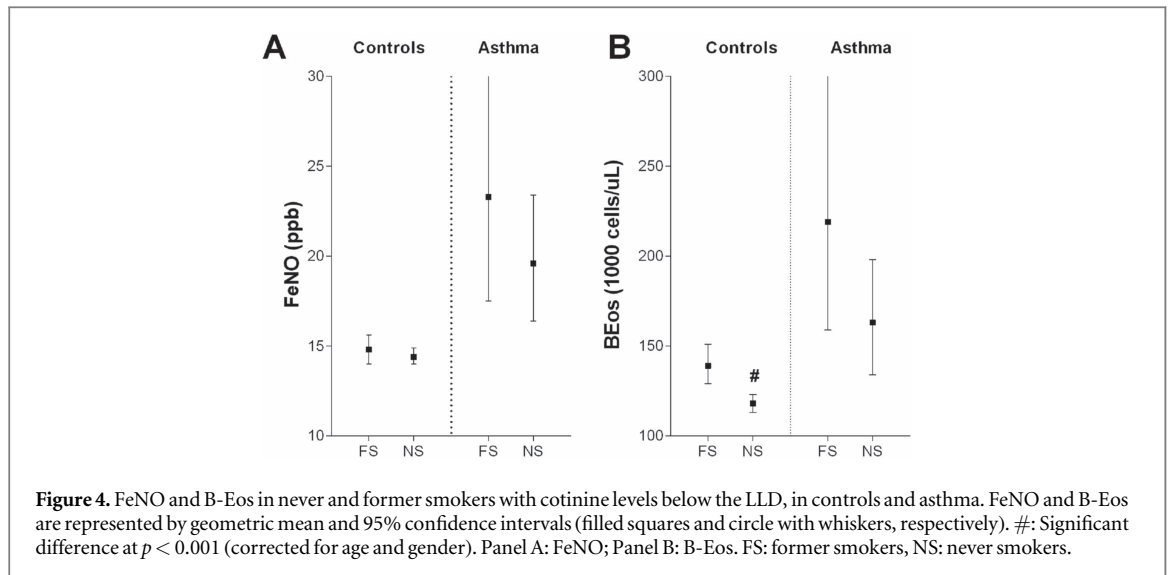 A
Controls
Asthma
30
25
20
15
10
FeNO (ppb)
FS
NS
FS
NS
B
Controls
Asthma
300
250
200
150
100
BEos (1000 cells/uL)
#
FS
NS
FS
NS
Figure 4. FeNO and B-Eos in never and former smokers with cotinine levels below the LLD, in controls and asthma. FeNO and B-Eos
are represented by geometric mean and 95% confidence intervals (filled squares and circle with whiskers, respectively). #: Significant
difference at p < 0.001 (corrected for age and gender). Panel A: FeNO; Panel B: B-Eos. FS: former smokers, NS: never smokers.